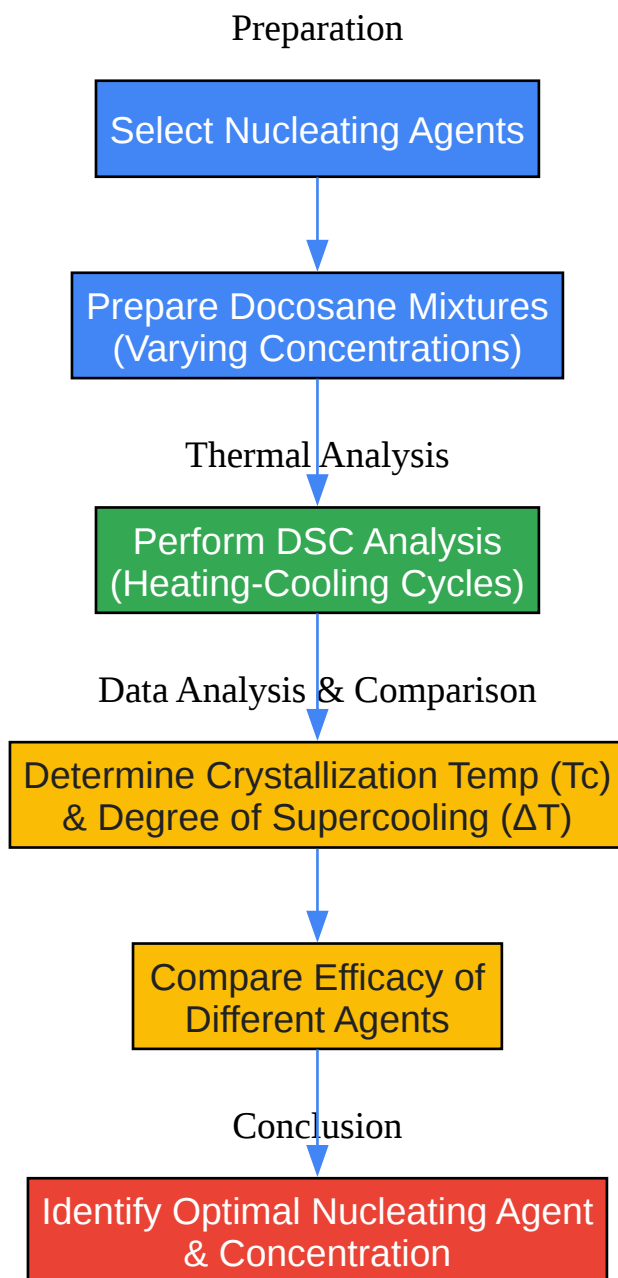 Preparation
Select Nucleating Agents
Prepare Docosane Mixtures
(Varying Concentrations)
Thermal Analysis
Perform DSC Analysis
(Heating-Cooling Cycles)
Data Analysis & Comparison
Determine Crystallization Temp (Tc)
& Degree of Supercooling (ΔT)
Compare Efficacy of
Different Agents
Conclusion
Identify Optimal Nucleating Agent
& Concentration